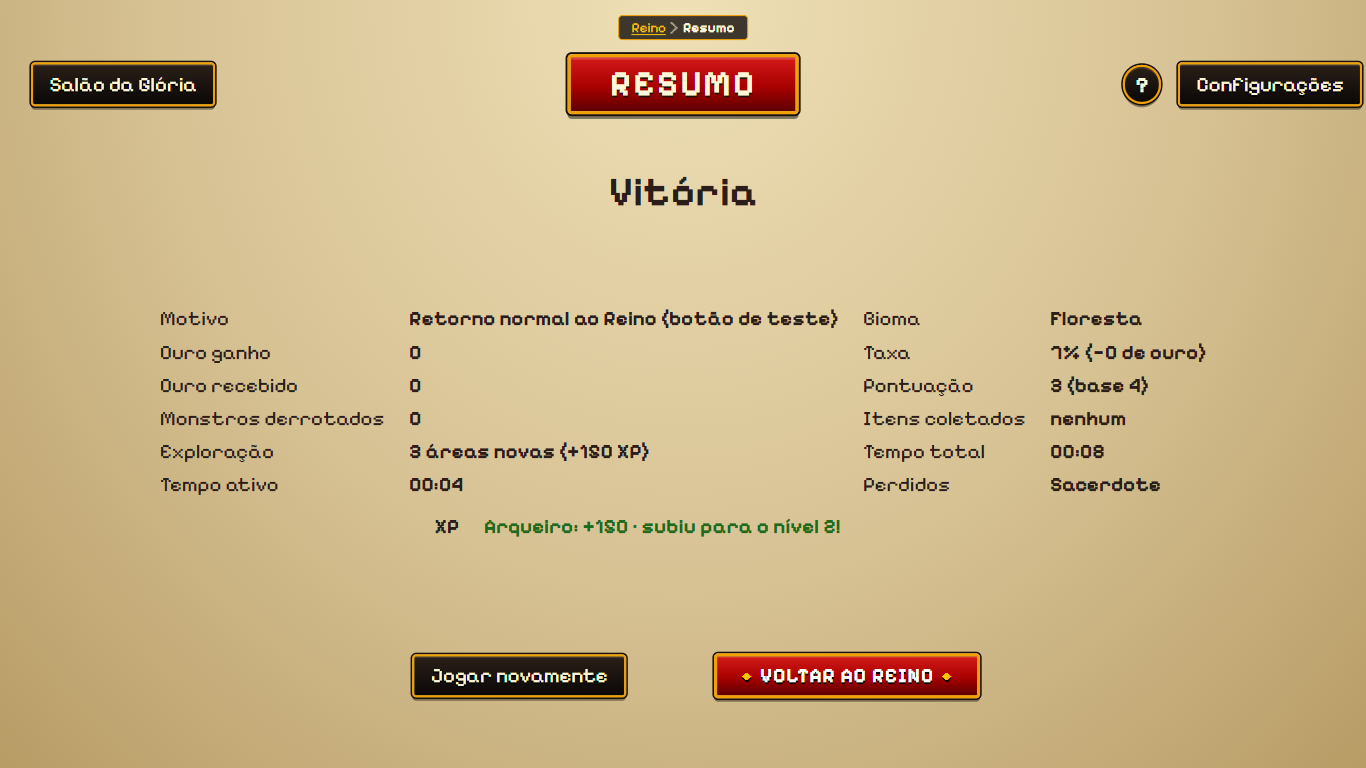 Reino > Resumo
Salão da Glória
RESUMO
?
Configurações
Vitória
Motivo Retorno normal ao Reino (botão de teste) Bioma Floresta
Ouro ganho 0 Taxa 7% (-0 de ouro)
Ouro recebido 0 Pontuação 3 (base 4)
Monstros derrotados 0 Itens coletados nenhum
Exploração 3 áreas novas (+150 XP) Tempo total 00:08
Tempo ativo 00:04 Perdidos Sacerdote
XP Arqueiro: +150 · subiu para o nível 2!
Jogar novamente
VOLTAR AO REINO